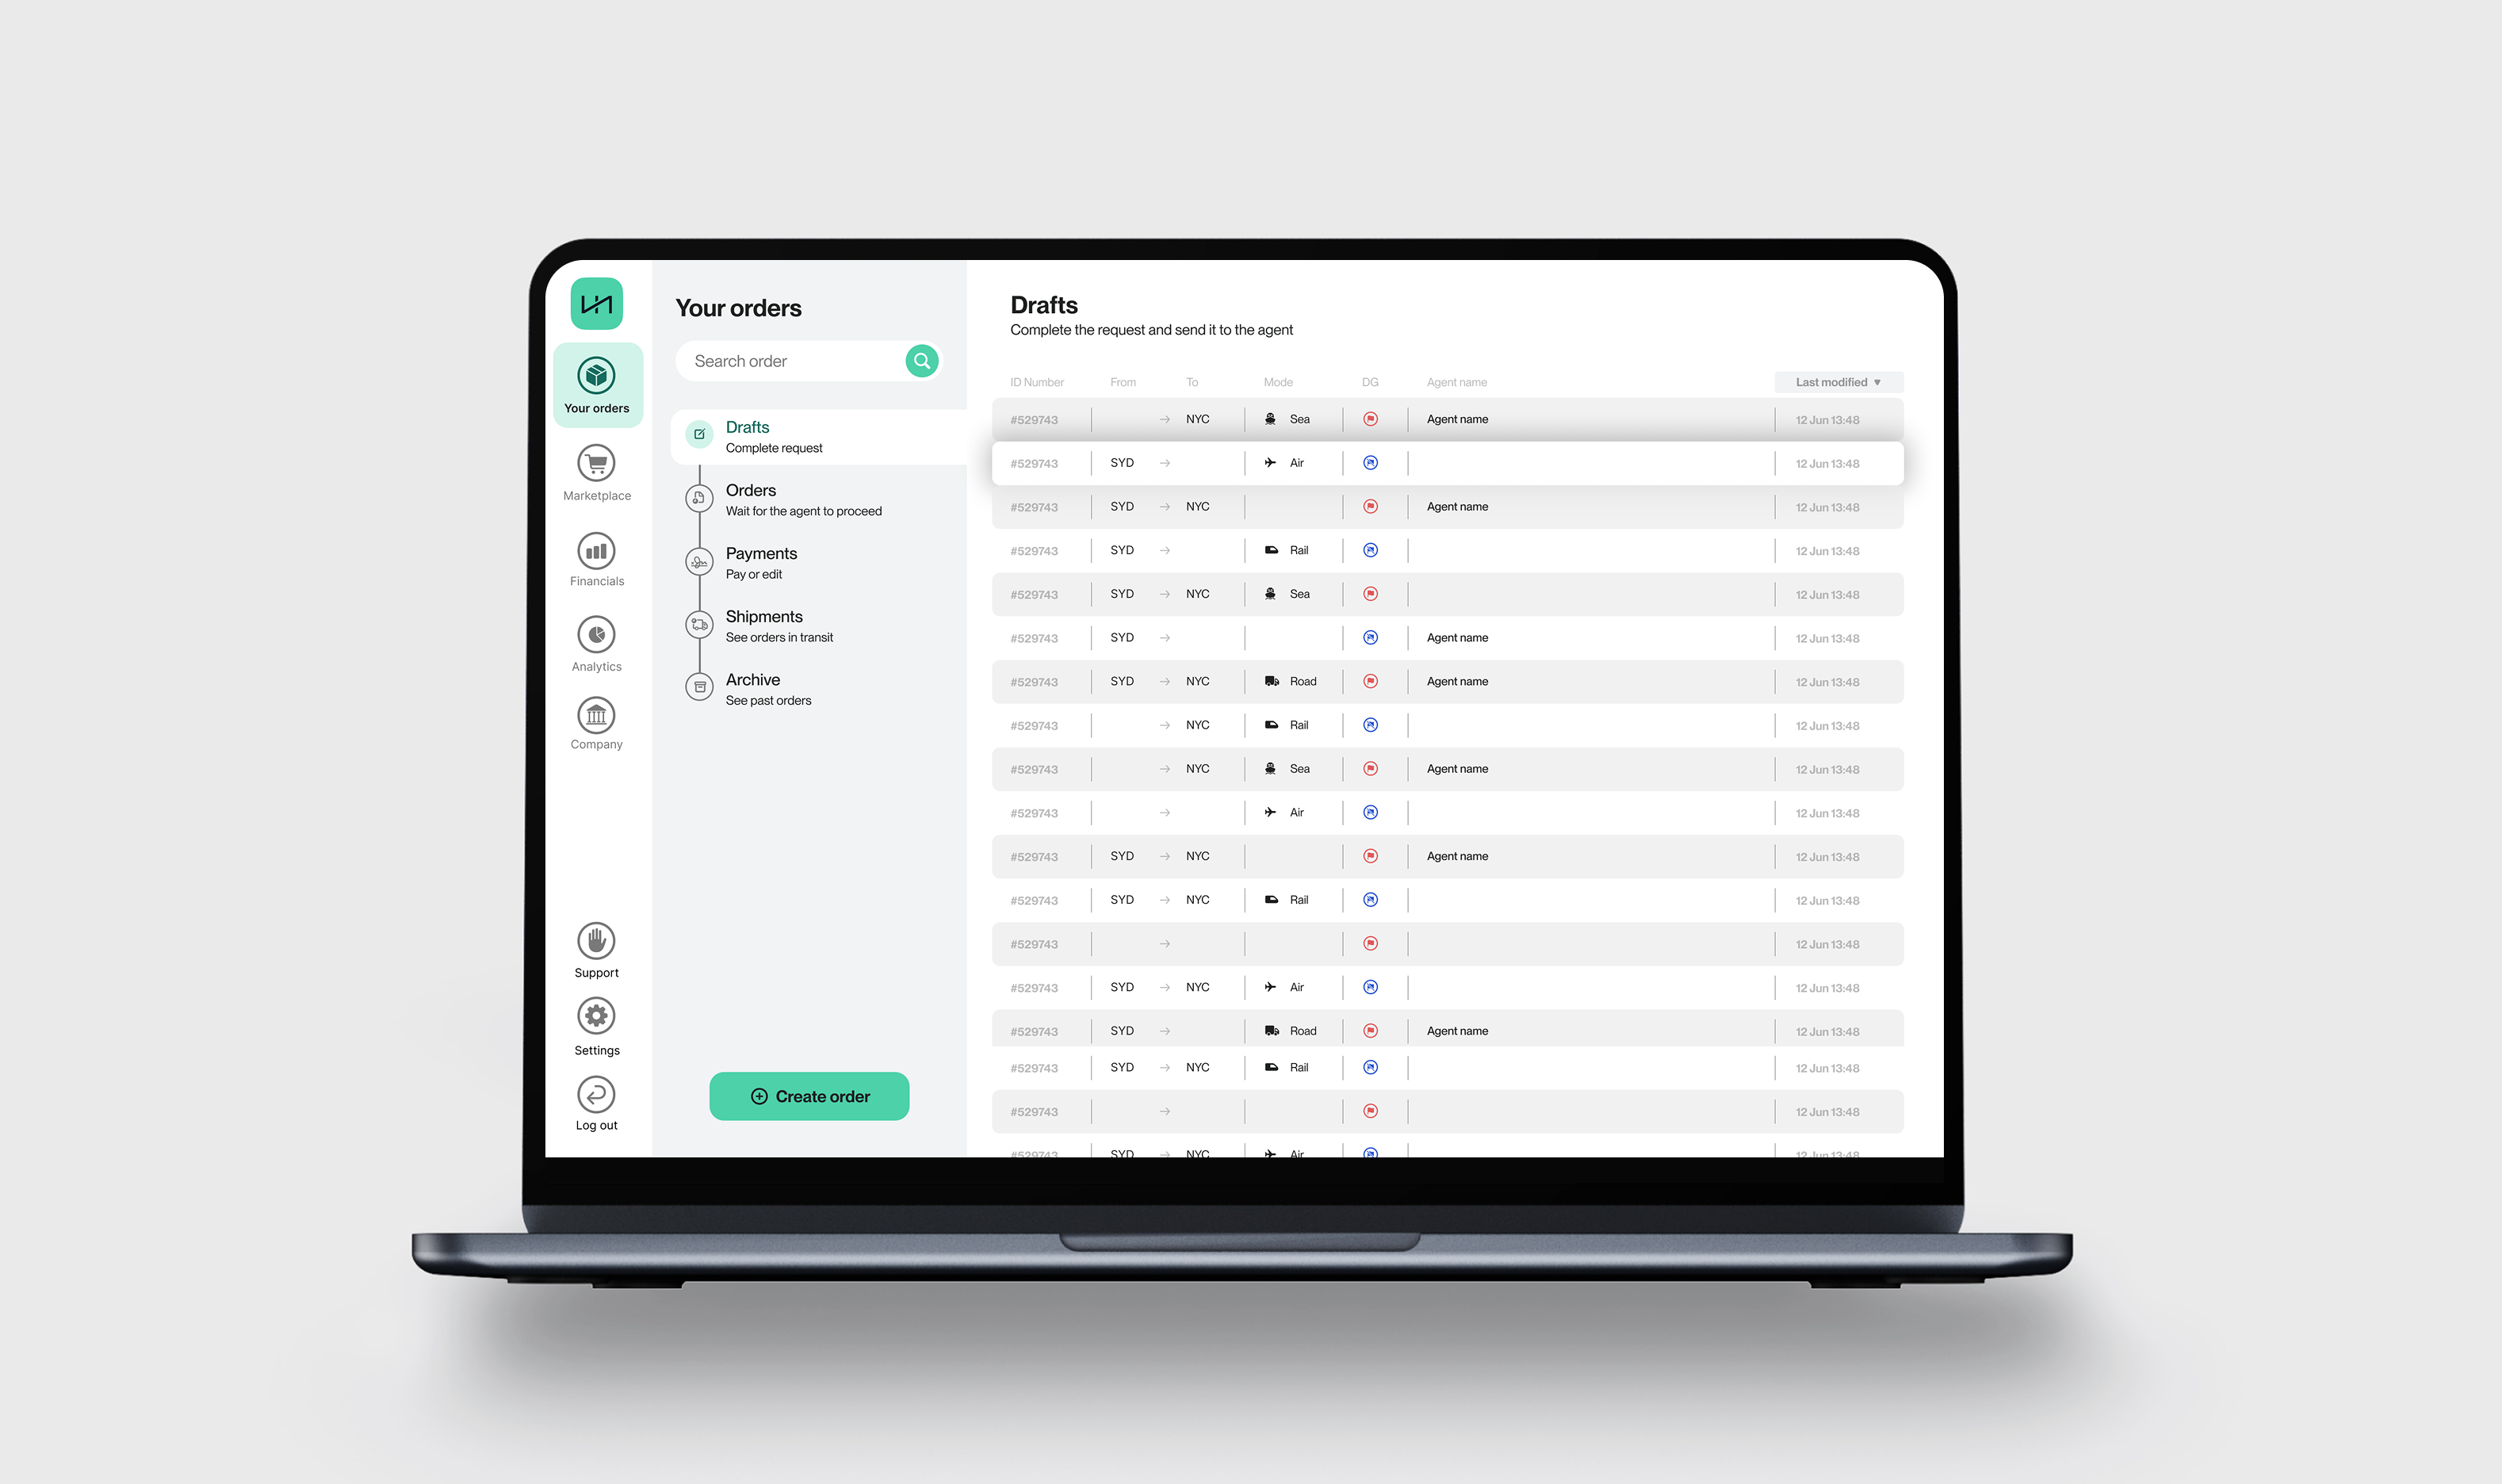 Your orders
Marketplace
Financials
Analytics
Company
Support
Settings
Log out
Your orders
Search order
Drafts
Complete request
Orders
Wait for the agent to proceed
Payments
Pay or edit
Shipments
See orders in transit
Archive
See past orders
Create order
Drafts
Complete the request and send it to the agent
ID Number From To Mode DG Agent name Last modified
#529743 → NYC Sea Agent name 12 Jun 13:48
#529743 SYD → Air 12 Jun 13:48
#529743 SYD → NYC Agent name 12 Jun 13:48
#529743 SYD → Rail 12 Jun 13:48
#529743 SYD → NYC Sea 12 Jun 13:48
#529743 SYD → Agent name 12 Jun 13:48
#529743 SYD → NYC Road Agent name 12 Jun 13:48
#529743 → NYC Rail 12 Jun 13:48
#529743 → NYC Sea Agent name 12 Jun 13:48
#529743 → Air 12 Jun 13:48
#529743 SYD → NYC Agent name 12 Jun 13:48
#529743 SYD → NYC Rail 12 Jun 13:48
#529743 → 12 Jun 13:48
#529743 SYD → NYC Air 12 Jun 13:48
#529743 SYD → Road Agent name 12 Jun 13:48
#529743 SYD → NYC Rail 12 Jun 13:48
#529743 → 12 Jun 13:48
#529743 SYD → NYC Air 12 Jun 13:48